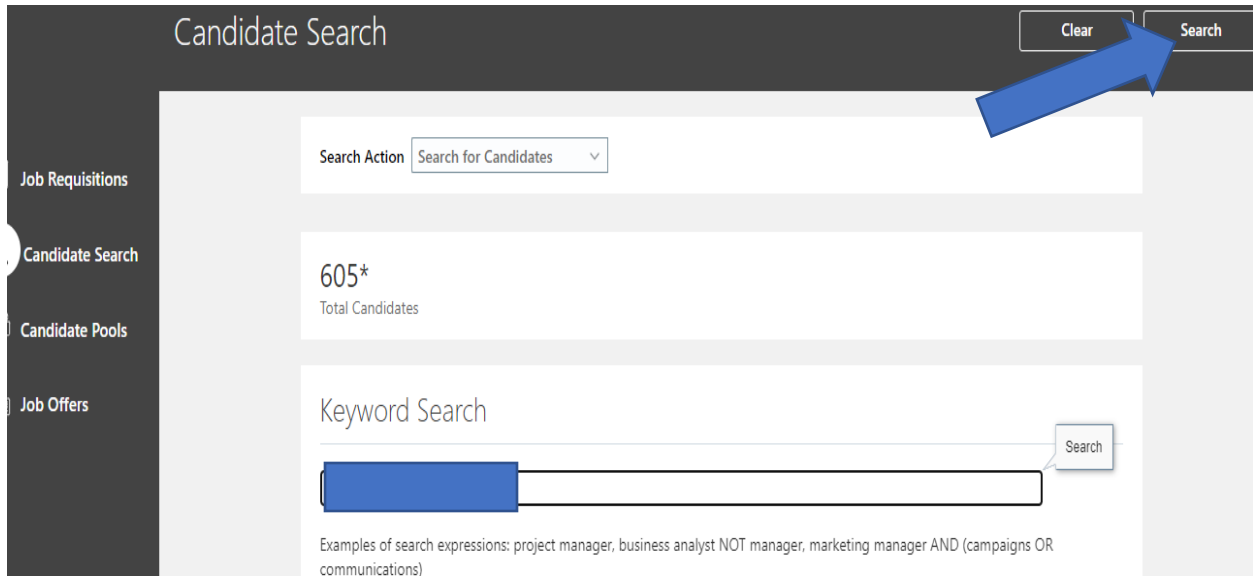 Candidate Search
Clear
Search
Job Requisitions
Candidate Search
Candidate Pools
Job Offers
Search Action
Search for Candidates
605*
Total Candidates
Keyword Search
Search
Examples of search expressions: project manager, business analyst NOT manager, marketing manager AND (campaigns OR
communications)